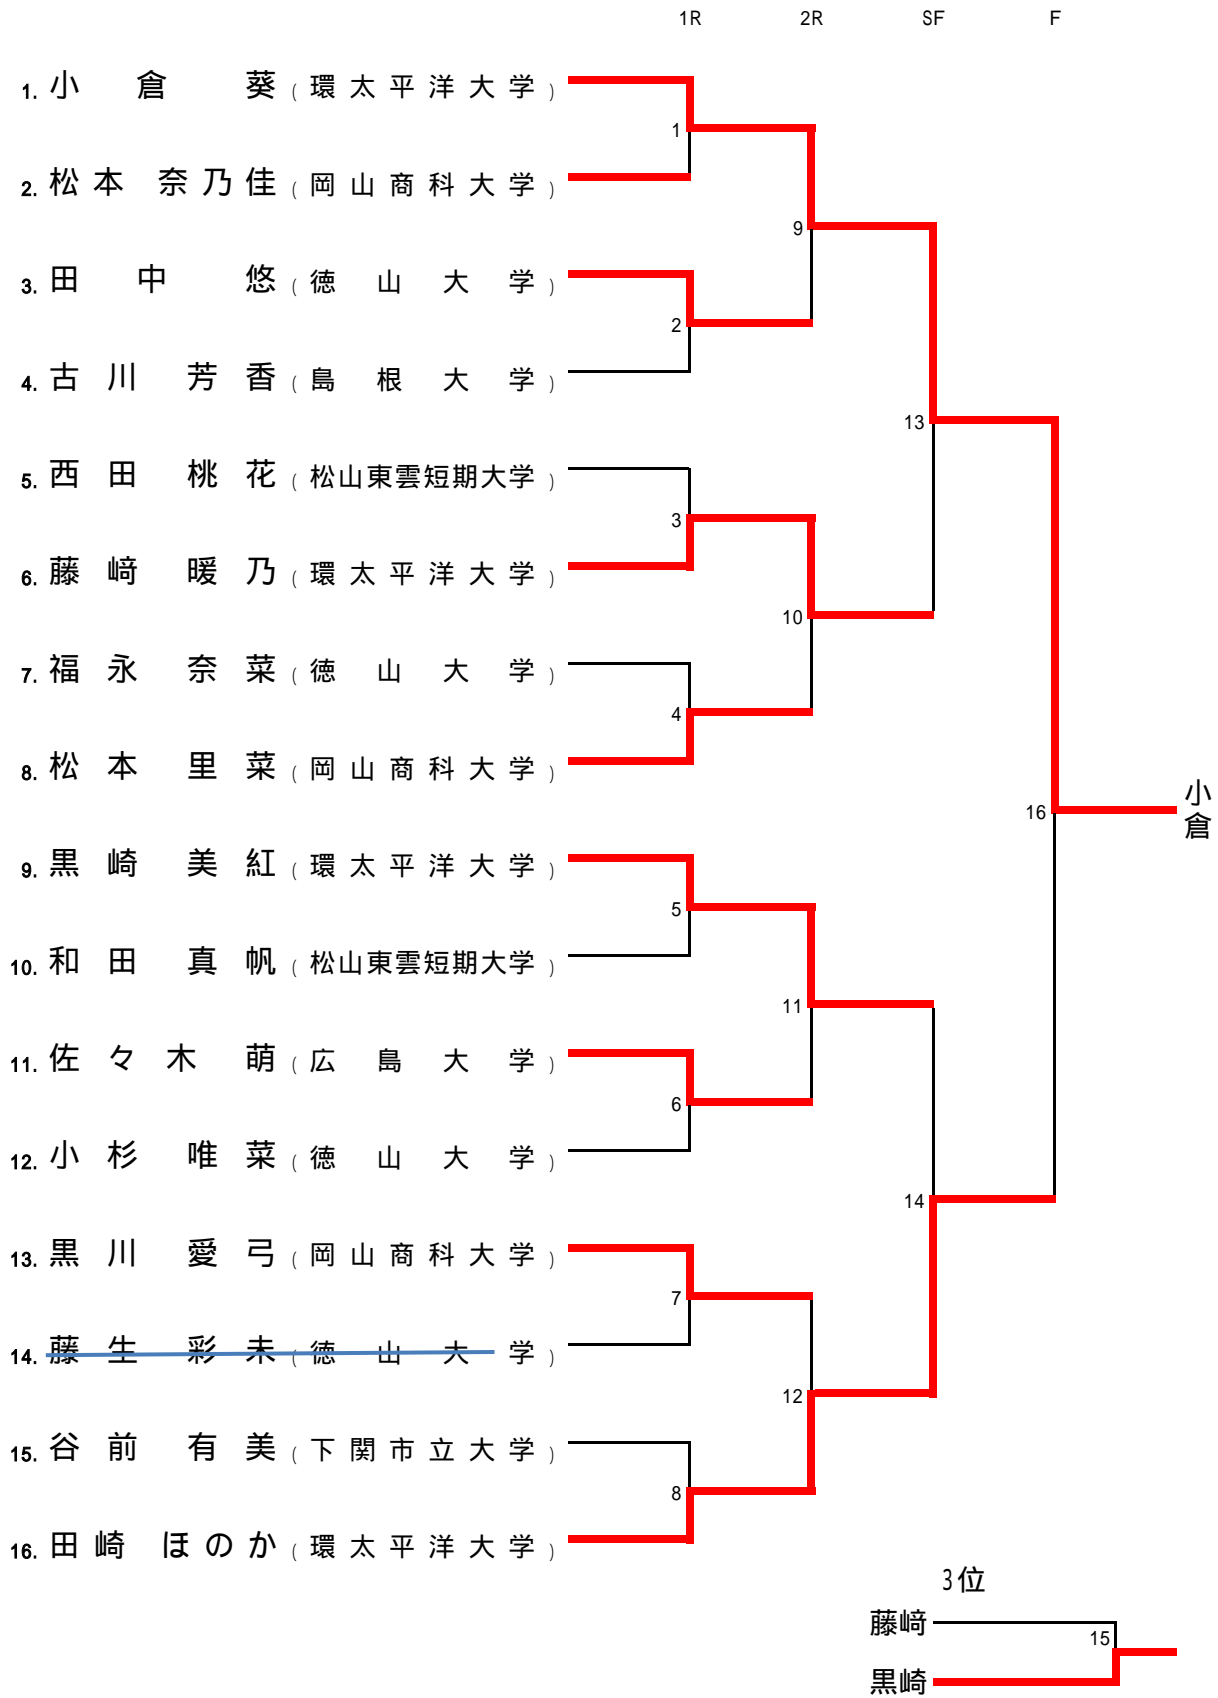 1R 2R SF F
1. 小倉 葵 (環太平洋大学)
1
2. 松本 奈乃佳 (岡山商科大学)
9
3. 田中 悠 (徳山大学)
2
4. 古川 芳香 (島根大学)
13
5. 西田 桃花 (松山東雲短期大学)
3
6. 藤﨑 暖乃 (環太平洋大学)
10
7. 福永 奈菜 (徳山大学)
4
8. 松本 里菜 (岡山商科大学)
16 小倉
9. 黒崎 美紅 (環太平洋大学)
5
10. 和田 真帆 (松山東雲短期大学)
11
11. 佐々木 萌 (広島大学)
6
12. 小杉 唯菜 (徳山大学)
14
13. 黒川 愛弓 (岡山商科大学)
7
14. 藤生 彩未 (徳山大学)
12
15. 谷前 有美 (下関市立大学)
8
16. 田崎 ほのか (環太平洋大学)
3位
藤﨑
15
黒崎